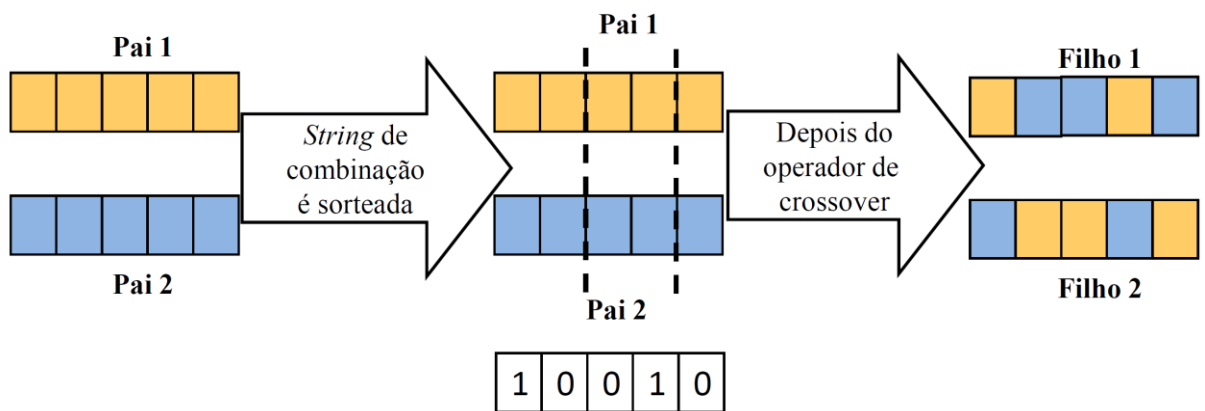 Pai 1
Pai 2
String de
combinação
é sorteada
Pai 1
Pai 2
1 0 0 1 0
Depois do
operador de
crossover
Filho 1
Filho 2